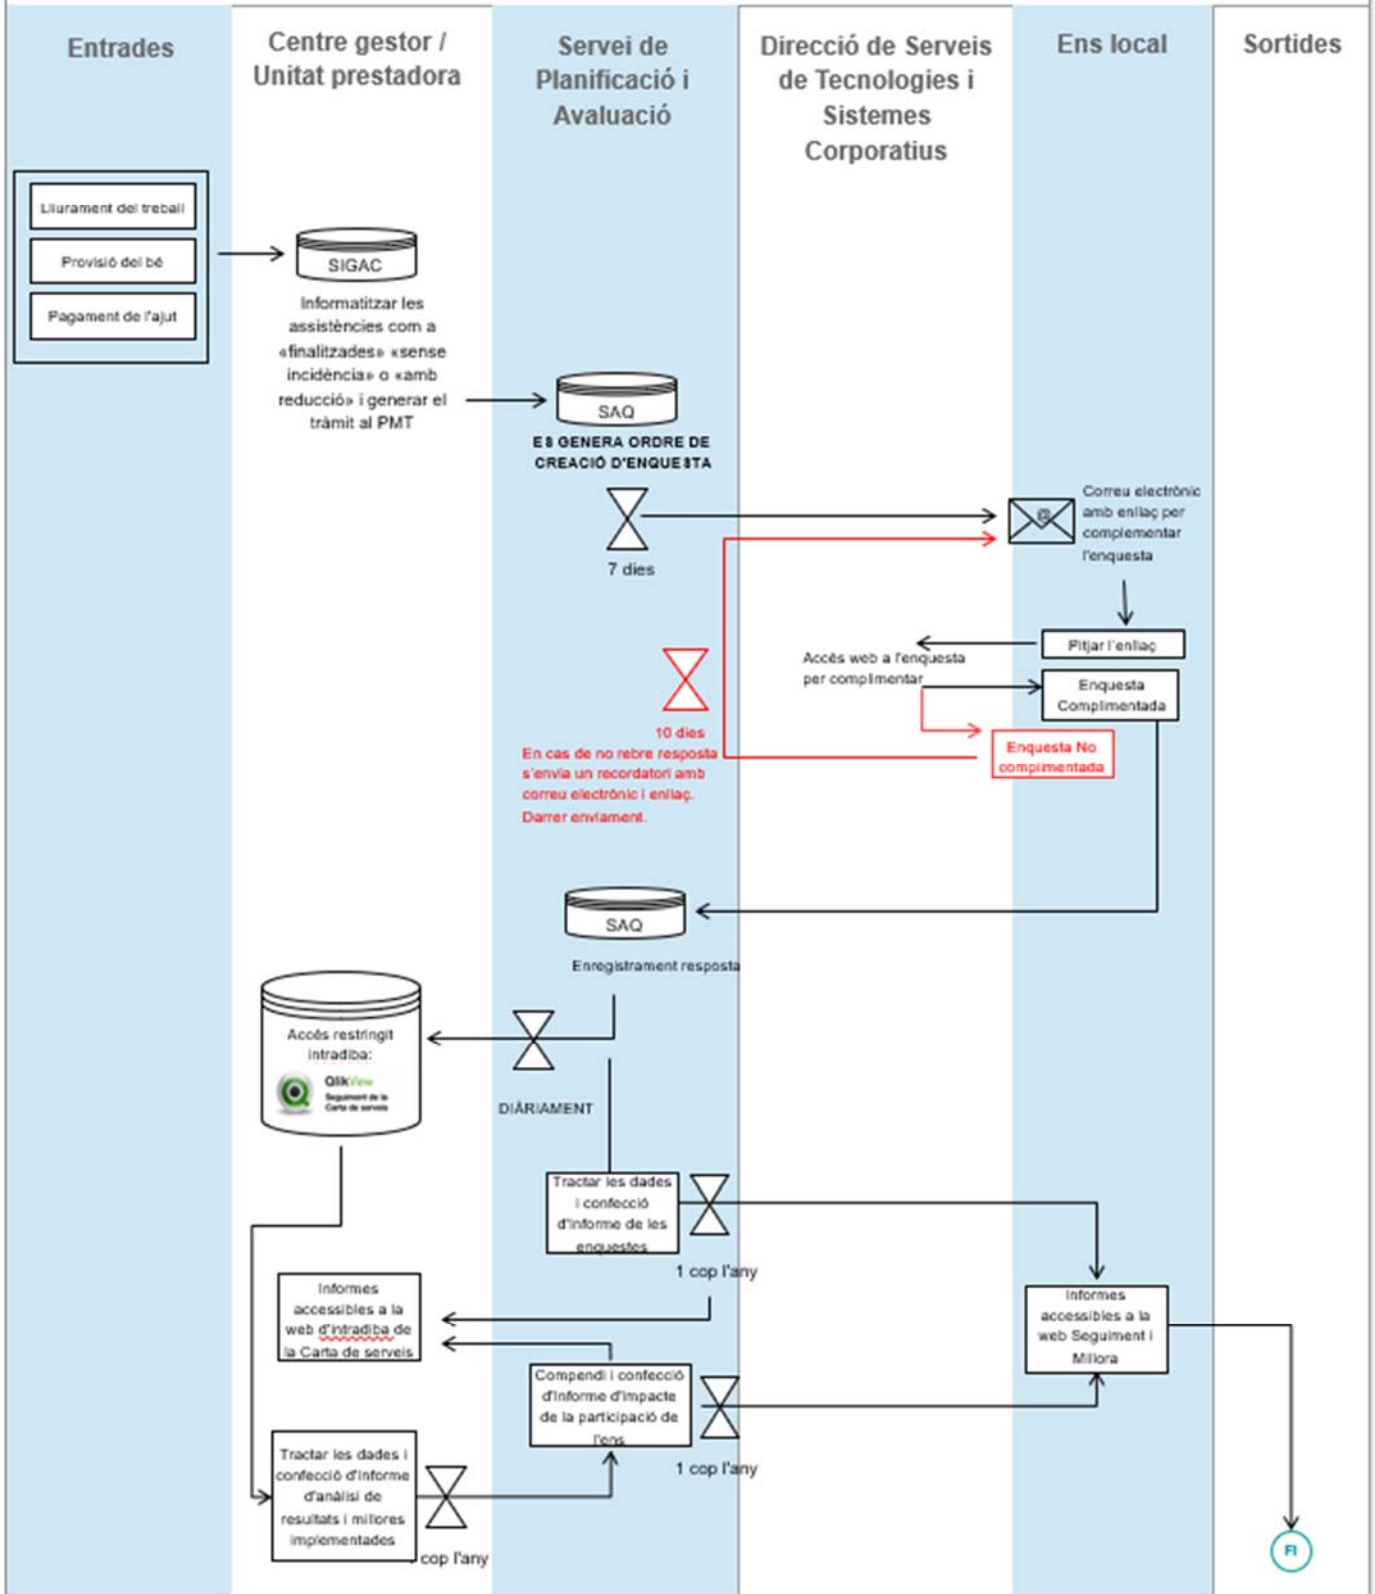 Entrades
Centre gestor /
Unitat prestadora
Servei de
Planificació i
Avaluació
Direcció de Serveis
de Tecnologies i
Sistemes
Corporatius
Ens local
Sortides
Lliurament del treball
Provisió del bé
Pagament de l'ajut
SIGAC
Informatitzar les
assistències com a
«finalitzades» «sense
incidència» o «amb
reducció» i generar el
tràmit al PMT
SAQ
ES GENERA ORDRE DE
CREACIÓ D'ENQUESTA
7 dies
@
Correu electrònic
amb enllaç per
complementar
l'enquesta
Pitjar l'enllaç
Accés web a l'enquesta
per complimentar
Enquesta
Complimentada
Enquesta No
complimentada
10 dies
En cas de no rebre resposta
s'envia un recordatori amb
correu electrònic i enllaç.
Darrer enviament.
SAQ
Enregistrament resposta
Accés restringit
intradiba:
QlikView
Seguiment de la
Carta de serveis
DIÀRIAMENT
Tractar les dades
i confecció
d'informe de les
enquestes
1 cop l'any
Informes
accessibles a la
web d'intradiba de
la Carta de serveis
Informes
accessibles a la
web Seguiment i
Millora
Compendi i confecció
d'informe d'impacte
de la participació de
l'ens
1 cop l'any
Tractar les dades i
confecció d'informe
d'anàlisi de
resultats i millores
implementades
cop l'any
FI